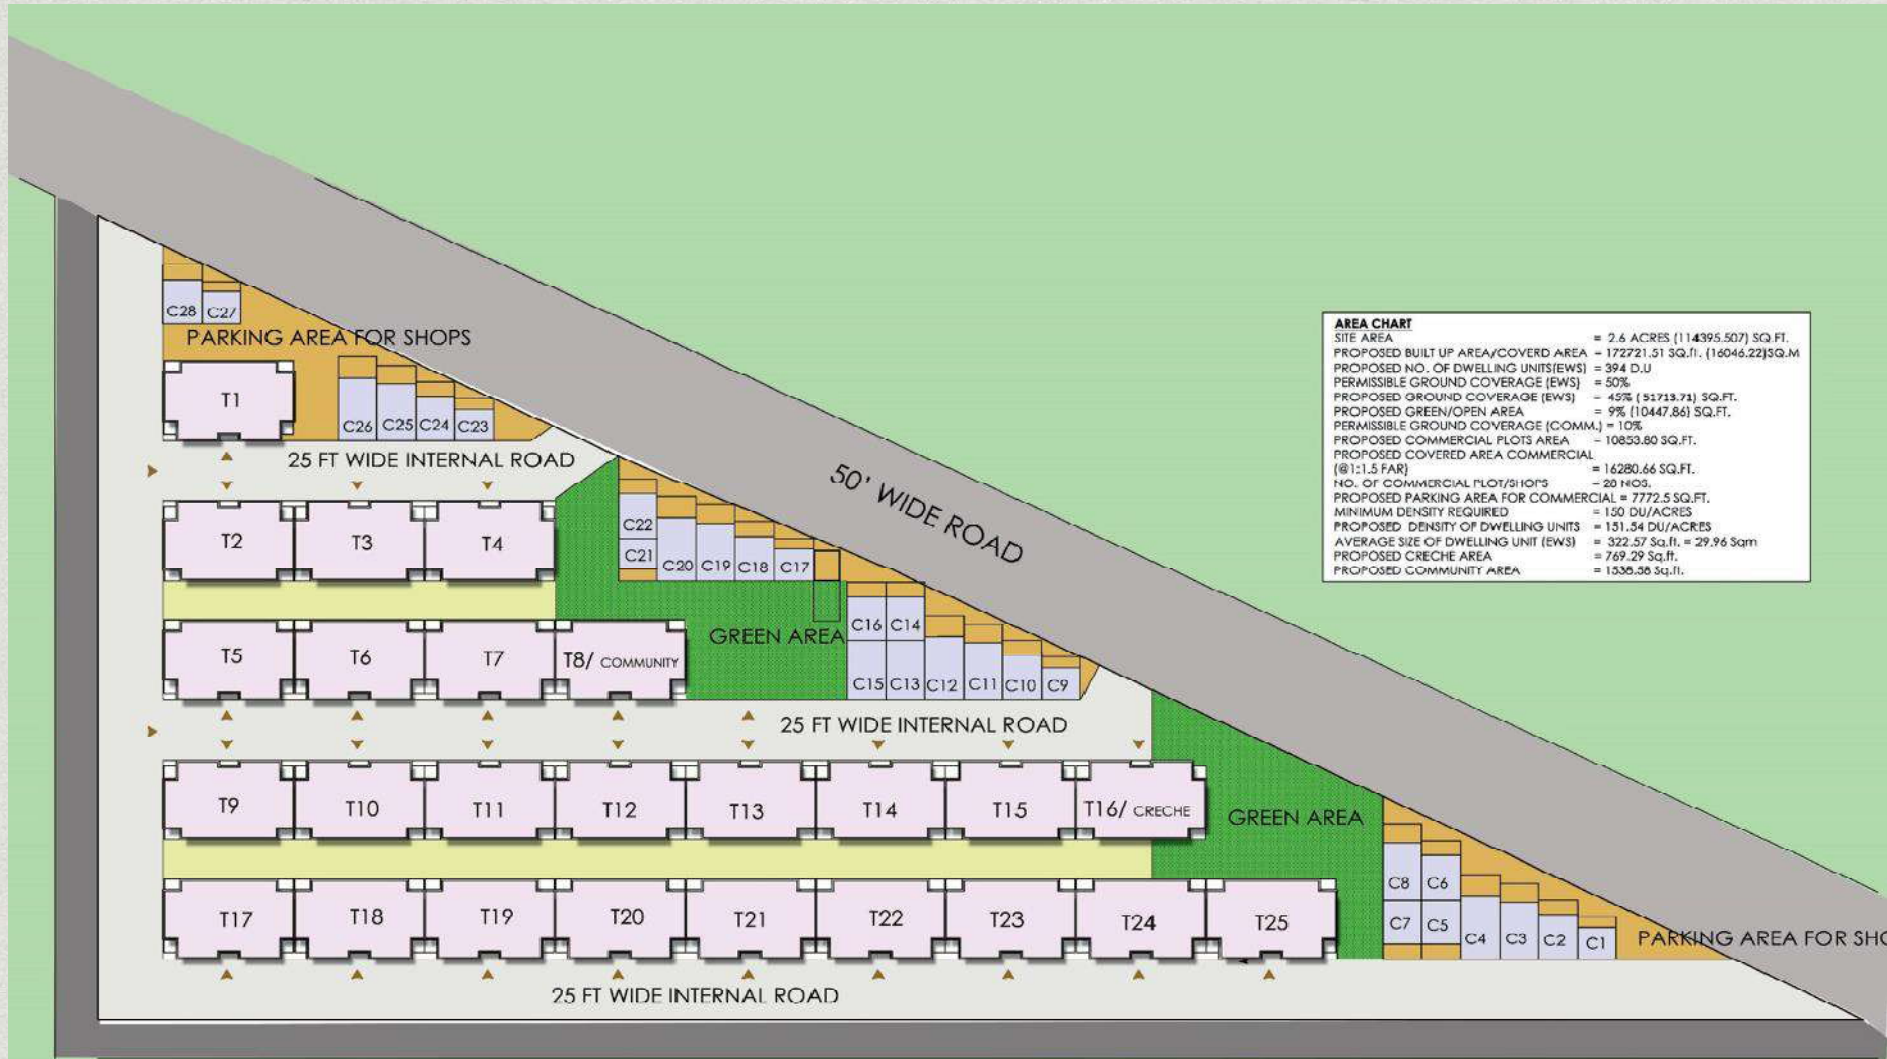 C28 C27
PARKING AREA FOR SHOPS
T1
C26 C25 C24 C23
25 FT WIDE INTERNAL ROAD
50' WIDE ROAD
T2 T3 T4
C22
C21 C20 C19 C18 C17
GREEN AREA
C16 C14
T5 T6 T7 T8/ COMMUNITY
C15 C13 C12 C11 C10 C9
25 FT WIDE INTERNAL ROAD
T9 T10 T11 T12 T13 T14 T15 T16/ CRECHE
GREEN AREA
C8 C6
C7 C5 C4 C3 C2 C1
PARKING AREA FOR SHO
T17 T18 T19 T20 T21 T22 T23 T24 T25
25 FT WIDE INTERNAL ROAD
AREA CHART
SITE AREA = 2.6 ACRES (114395.507) SQ.FT.
PROPOSED BUILT UP AREA/COVERD AREA = 172721.51 SQ.ft. (16046.22)SQ.M
PROPOSED NO. OF DWELLING UNITS(EWS) = 394 D.U
PERMISSIBLE GROUND COVERAGE (EWS) = 50%
PROPOSED GROUND COVERAGE (EWS) = 45% ( 51713.71) SQ.FT.
PROPOSED GREEN/OPEN AREA = 9% (10447.86) SQ.FT.
PERMISSIBLE GROUND COVERAGE (COMM.) = 10%
PROPOSED COMMERCIAL PLOTS AREA = 10853.80 SQ.FT.
PROPOSED COVERED AREA COMMERCIAL
(@1:1.5 FAR) = 16280.66 SQ.FT.
NO. OF COMMERCIAL PLOT/SHOPS = 28 NOS.
PROPOSED PARKING AREA FOR COMMERCIAL = 7772.5 SQ.FT.
MINIMUM DENSITY REQUIRED = 150 DU/ACRES
PROPOSED DENSITY OF DWELLING UNITS = 151.54 DU/ACRES
AVERAGE SIZE OF DWELLING UNIT (EWS) = 322.57 Sq.ft. = 29.96 Sqm
PROPOSED CRECHE AREA = 769.29 Sq.ft.
PROPOSED COMMUNITY AREA = 1538.58 Sq.ft.